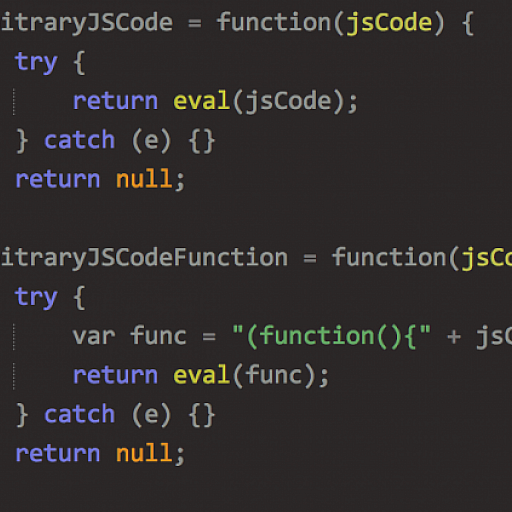 itraryJSCode = function(jsCode) {
try {
return eval(jsCode);
} catch (e) {}
return null;
itraryJSCodeFunction = function(jsCo
try {
var func = "(function(){" + jsC
return eval(func);
} catch (e) {}
return null;